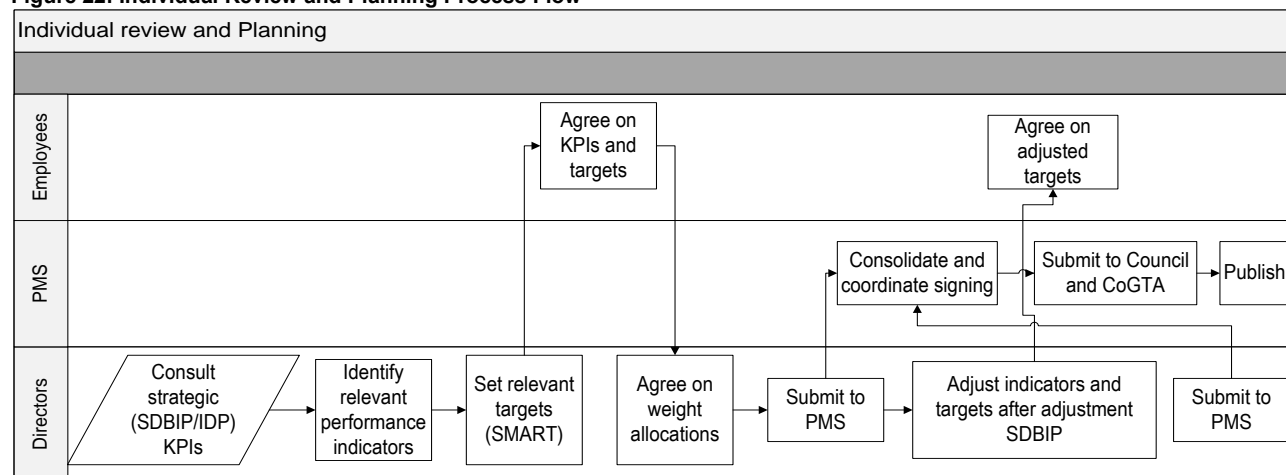 Figure 22: Individual Review and Planning Process Flow
Individual review and Planning
Employees
Agree on
KPIs and
targets
Agree on
adjusted
targets
PMS
Consolidate and
coordinate signing
Submit to Council
and CoGTA
Publish
Directors
Consult
strategic
(SDBIP/IDP)
KPIs
Identify
relevant
performance
indicators
Set relevant
targets
(SMART)
Agree on
weight
allocations
Submit to
PMS
Adjust indicators and
targets after adjustment
SDBIP
Submit to
PMS